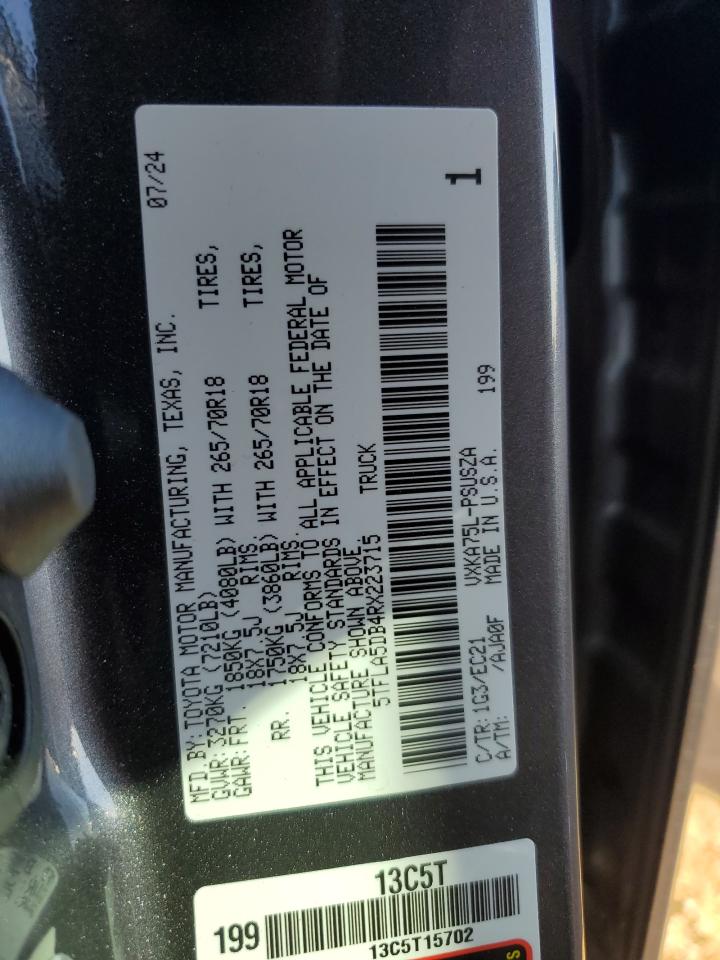 MFD.BY:TOYOTA MOTOR MANUFACTURING, TEXAS, INC. 07/24
GVWR:3270KG (7210LB)
GAWR:FRT. 1850KG (4080LB) WITH 265/70R18 TIRES,
18X7.5J RIMS
RR. 1750KG (3860LB) WITH 265/70R18 TIRES,
18X7.5J RIMS.
THIS VEHICLE CONFORMS TO ALL APPLICABLE FEDERAL MOTOR
VEHICLE SAFETY STANDARDS IN EFFECT ON THE DATE OF
MANUFACTURE SHOWN ABOVE.
5TFLA5DB4RX223715 TRUCK
1
C/TR:1G3/EC21 VXKA75L-PSUSZA 199
A/TM: /AJA0F MADE IN U.S.A.
13C5T
199
13C5T15702